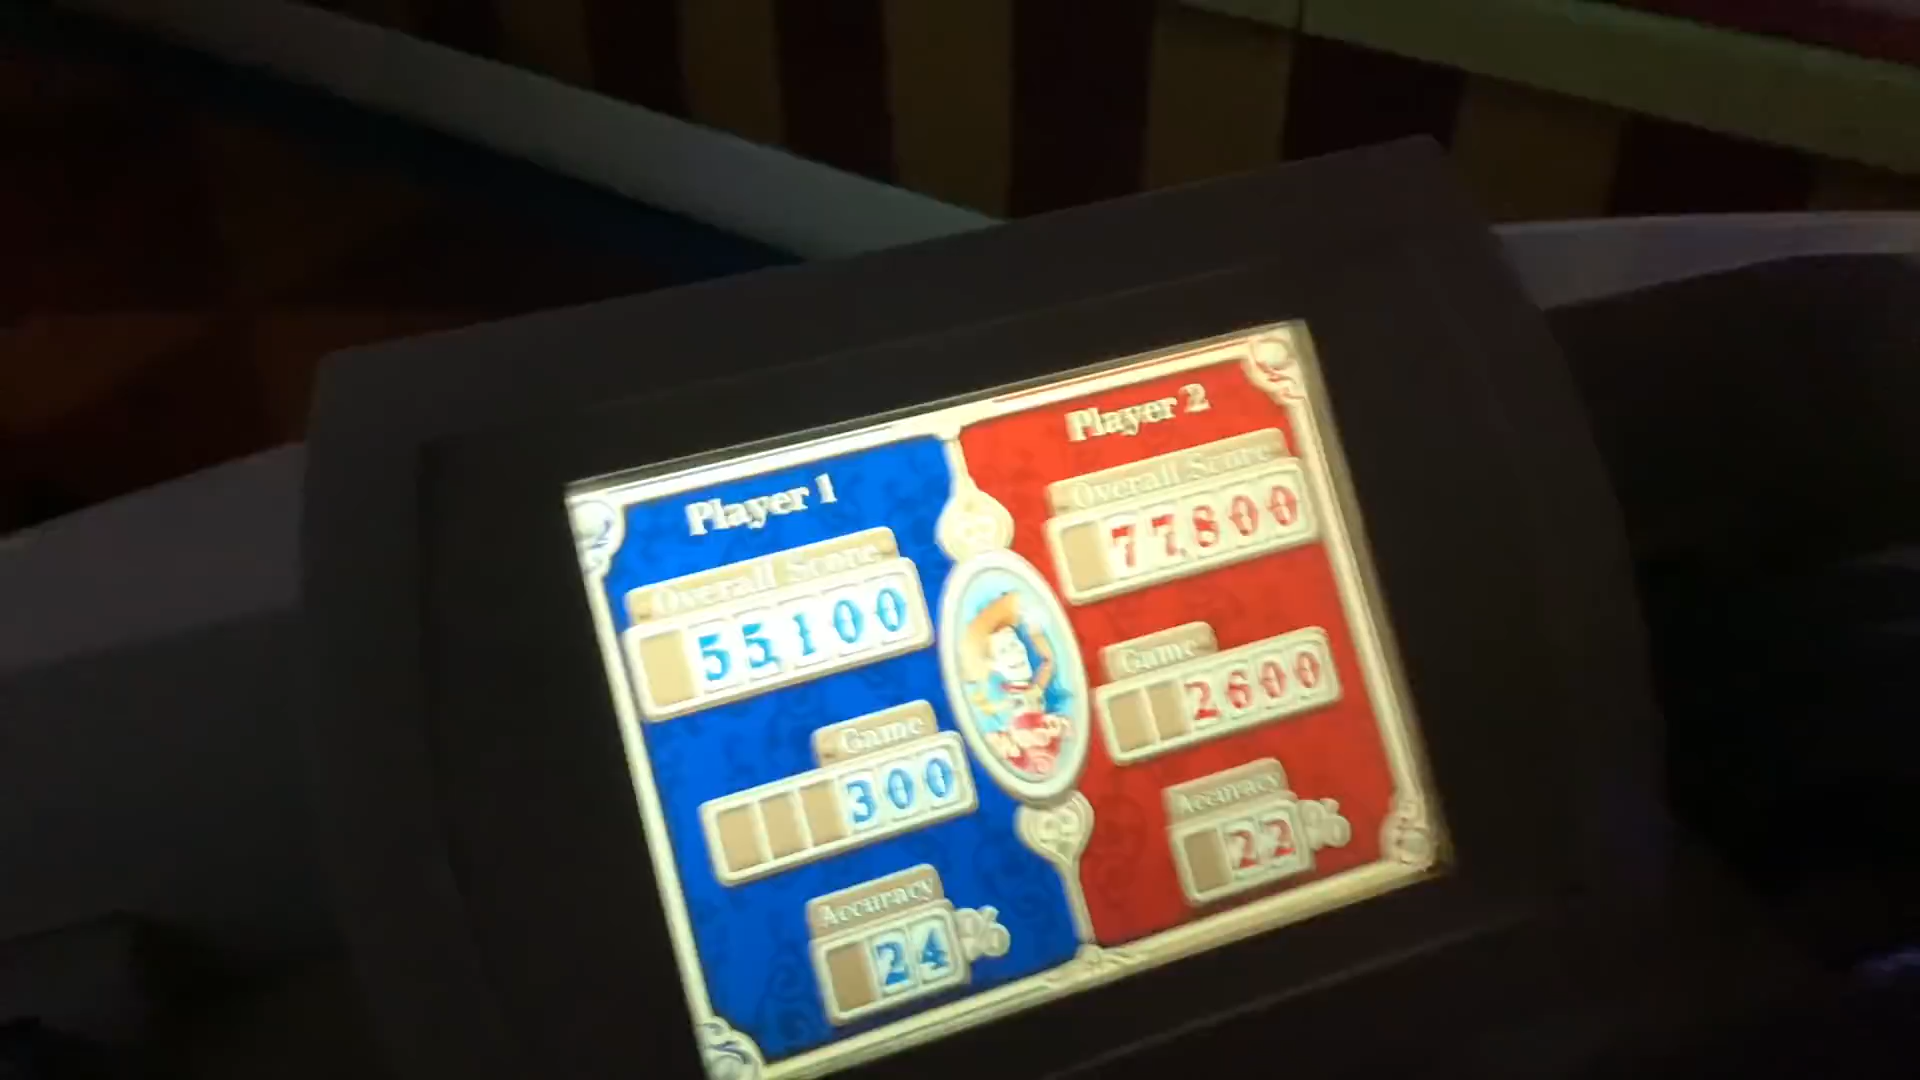 Player 1
Overall Score
55,100
Game
300
Accuracy
24%
Player 2
Overall Score
77,800
Game
2600
Accuracy
22%